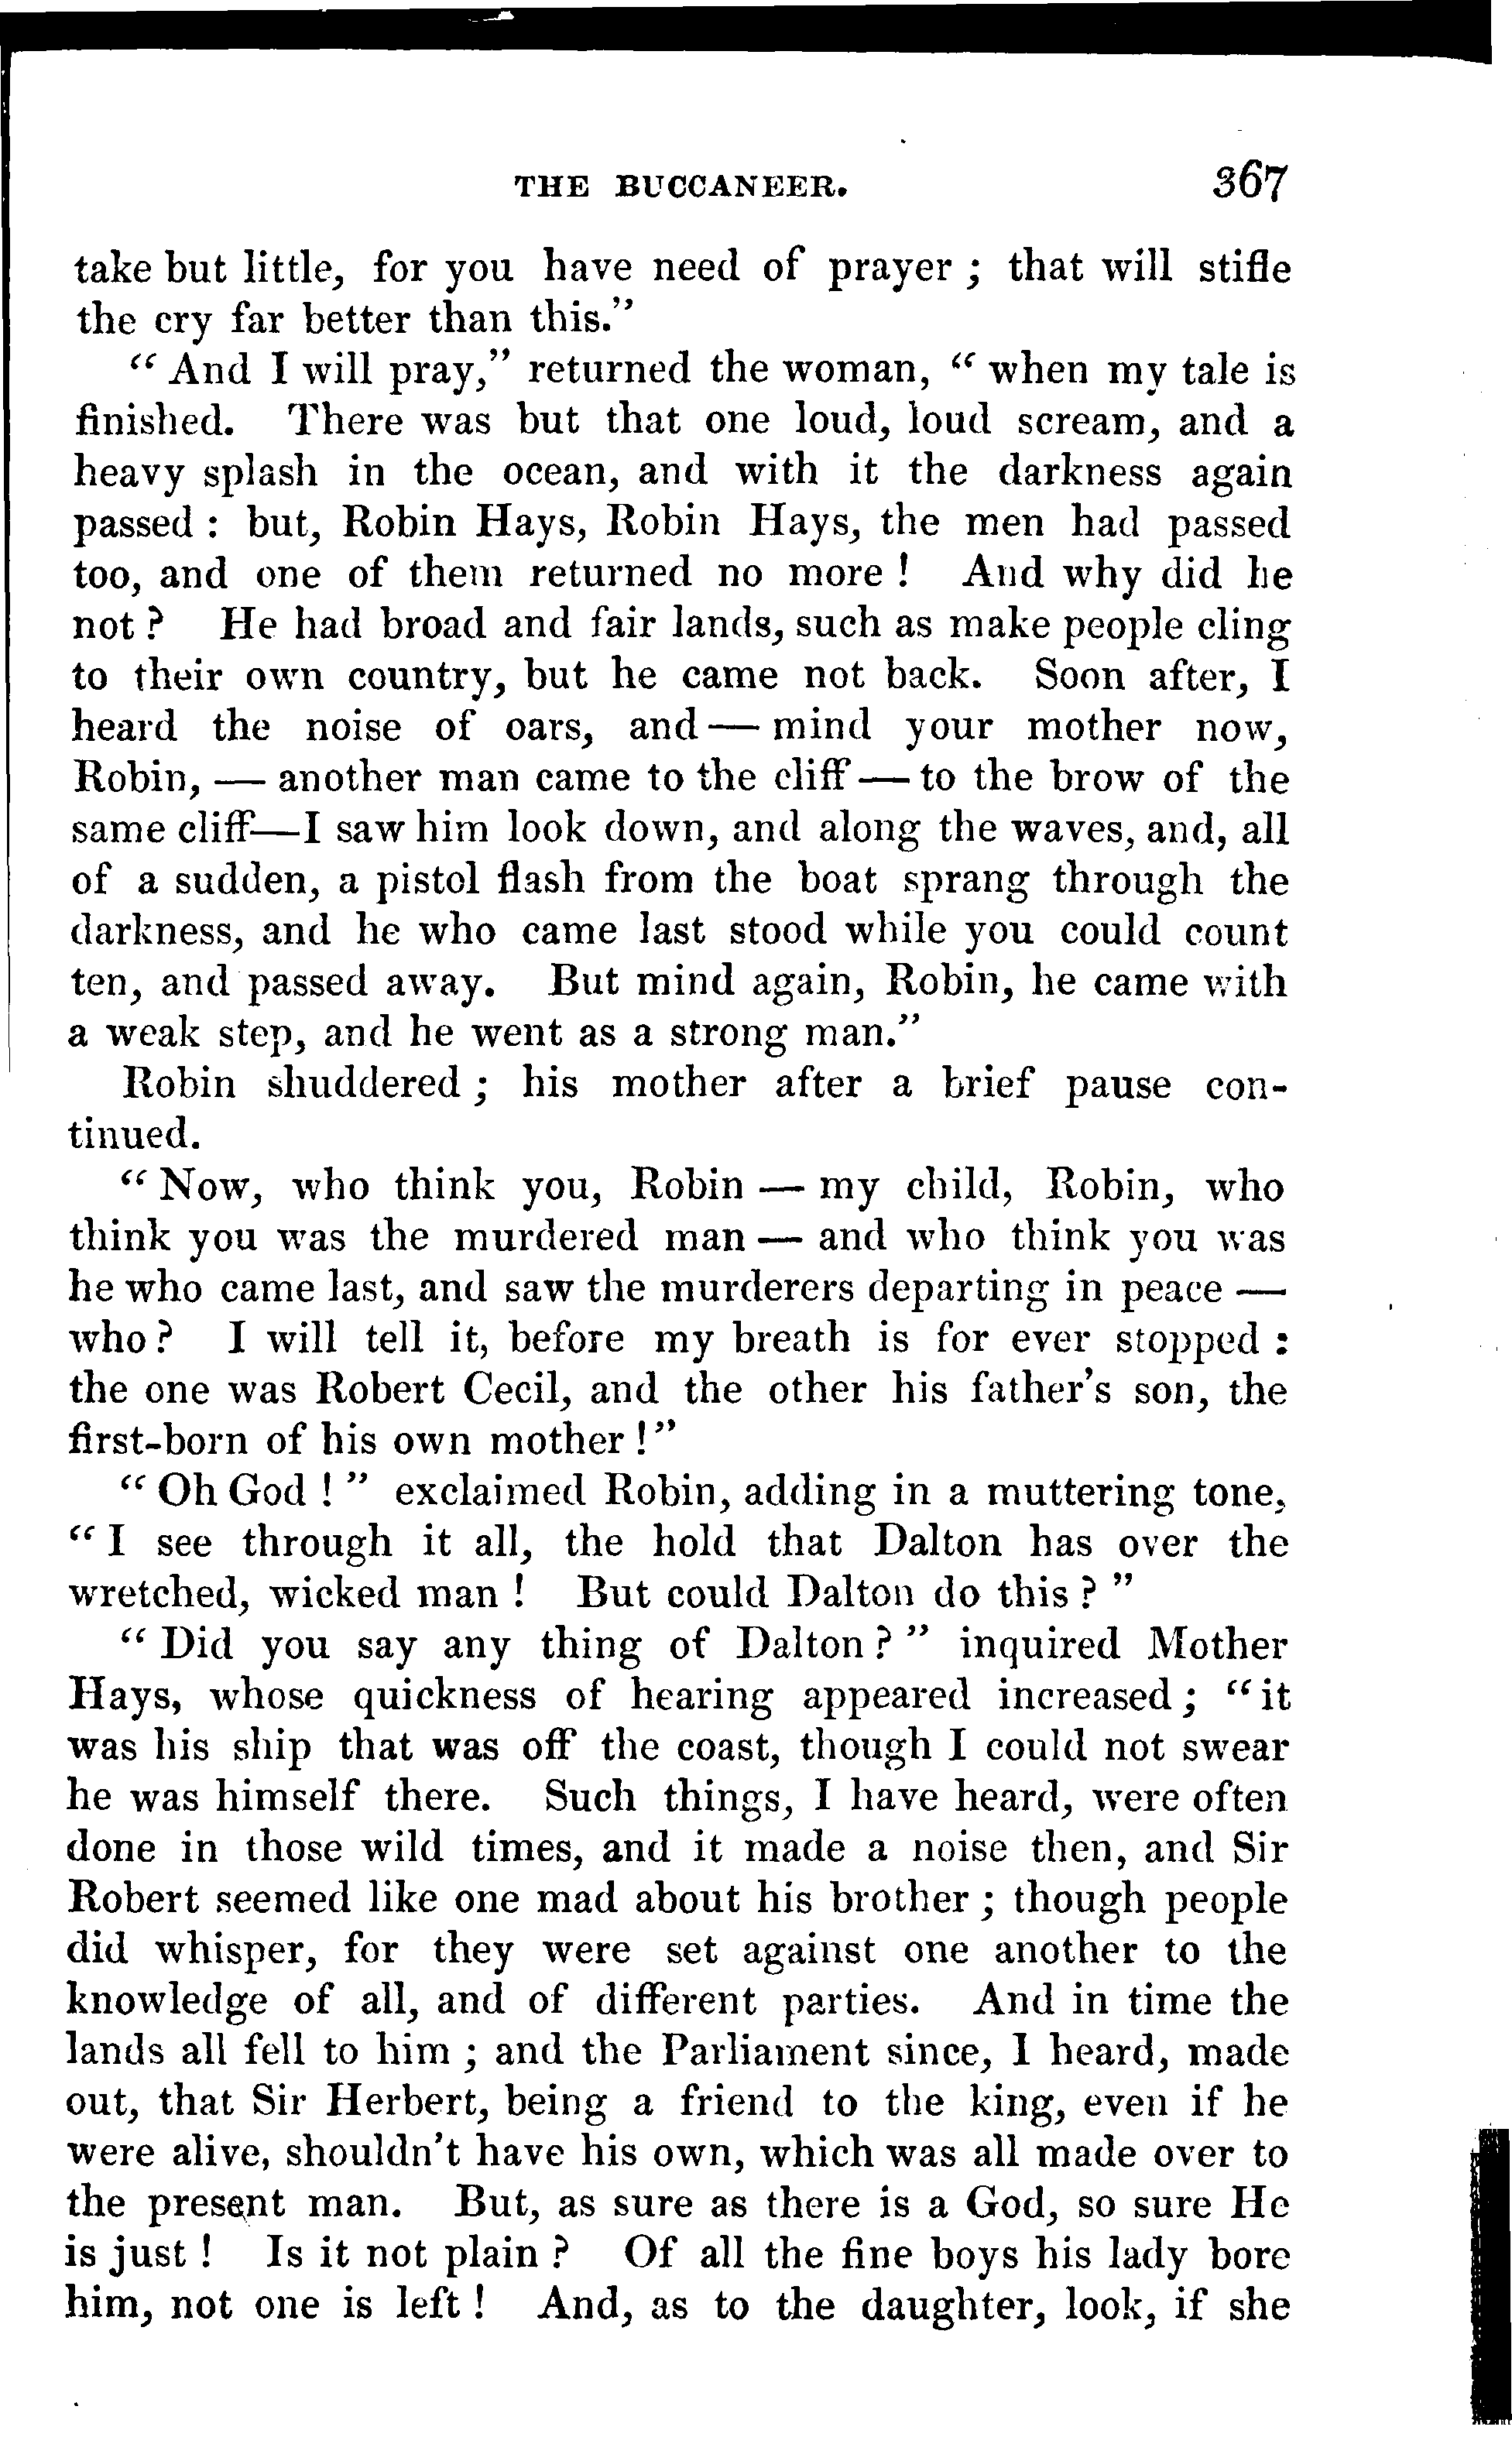 THE BUCCANEER. 367
take but little, for you have need of prayer ; that will stifle
the cry far better than this."
" And I will pray," returned the woman, " when my tale is
finished. There was but that one loud, loud scream, and a
heavy splash in the ocean, and with it the darkness again
passed : but, Robin Hays, Robin Hays, the men had passed
too, and one of them returned no more ! And why did he
not ? He had broad and fair lands, such as make people cling
to their own country, but he came not back. Soon after, I
heard the noise of oars, and — mind your mother now,
Robin, — another man came to the cliff — to the brow of the
same cliff—I saw him look down, and along the waves, and, all
of a sudden, a pistol flash from the boat sprang through the
darkness, and he who came last stood while you could count
ten, and passed away. But mind again, Robin, he came with
a weak step, and he went as a strong man."
Robin shuddered ; his mother after a brief pause con-
tinued.
" Now, who think you, Robin — my child, Robin, who
think you was the murdered man — and who think you was
he who came last, and saw the murderers departing in peace —
who ? I will tell it, before my breath is for ever stopped :
the one was Robert Cecil, and the other his father's son, the
first-born of his own mother !"
" Oh God ! " exclaimed Robin, adding in a muttering tone,
" I see through it all, the hold that Dalton has over the
wretched, wicked man ! But could Dalton do this ? "
" Did you say any thing of Dalton ? " inquired Mother
Hays, whose quickness of hearing appeared increased ; " it
was his ship that was off the coast, though I could not swear
he was himself there. Such things, I have heard, were often
done in those wild times, and it made a noise then, and Sir
Robert seemed like one mad about his brother ; though people
did whisper, for they were set against one another to the
knowledge of all, and of different parties. And in time the
lands all fell to him ; and the Parliament since, I heard, made
out, that Sir Herbert, being a friend to the king, even if he
were alive, shouldn't have his own, which was all made over to
the present man. But, as sure as there is a God, so sure He
is just ! Is it not plain ? Of all the fine boys his lady bore
him, not one is left ! And, as to the daughter, look, if she